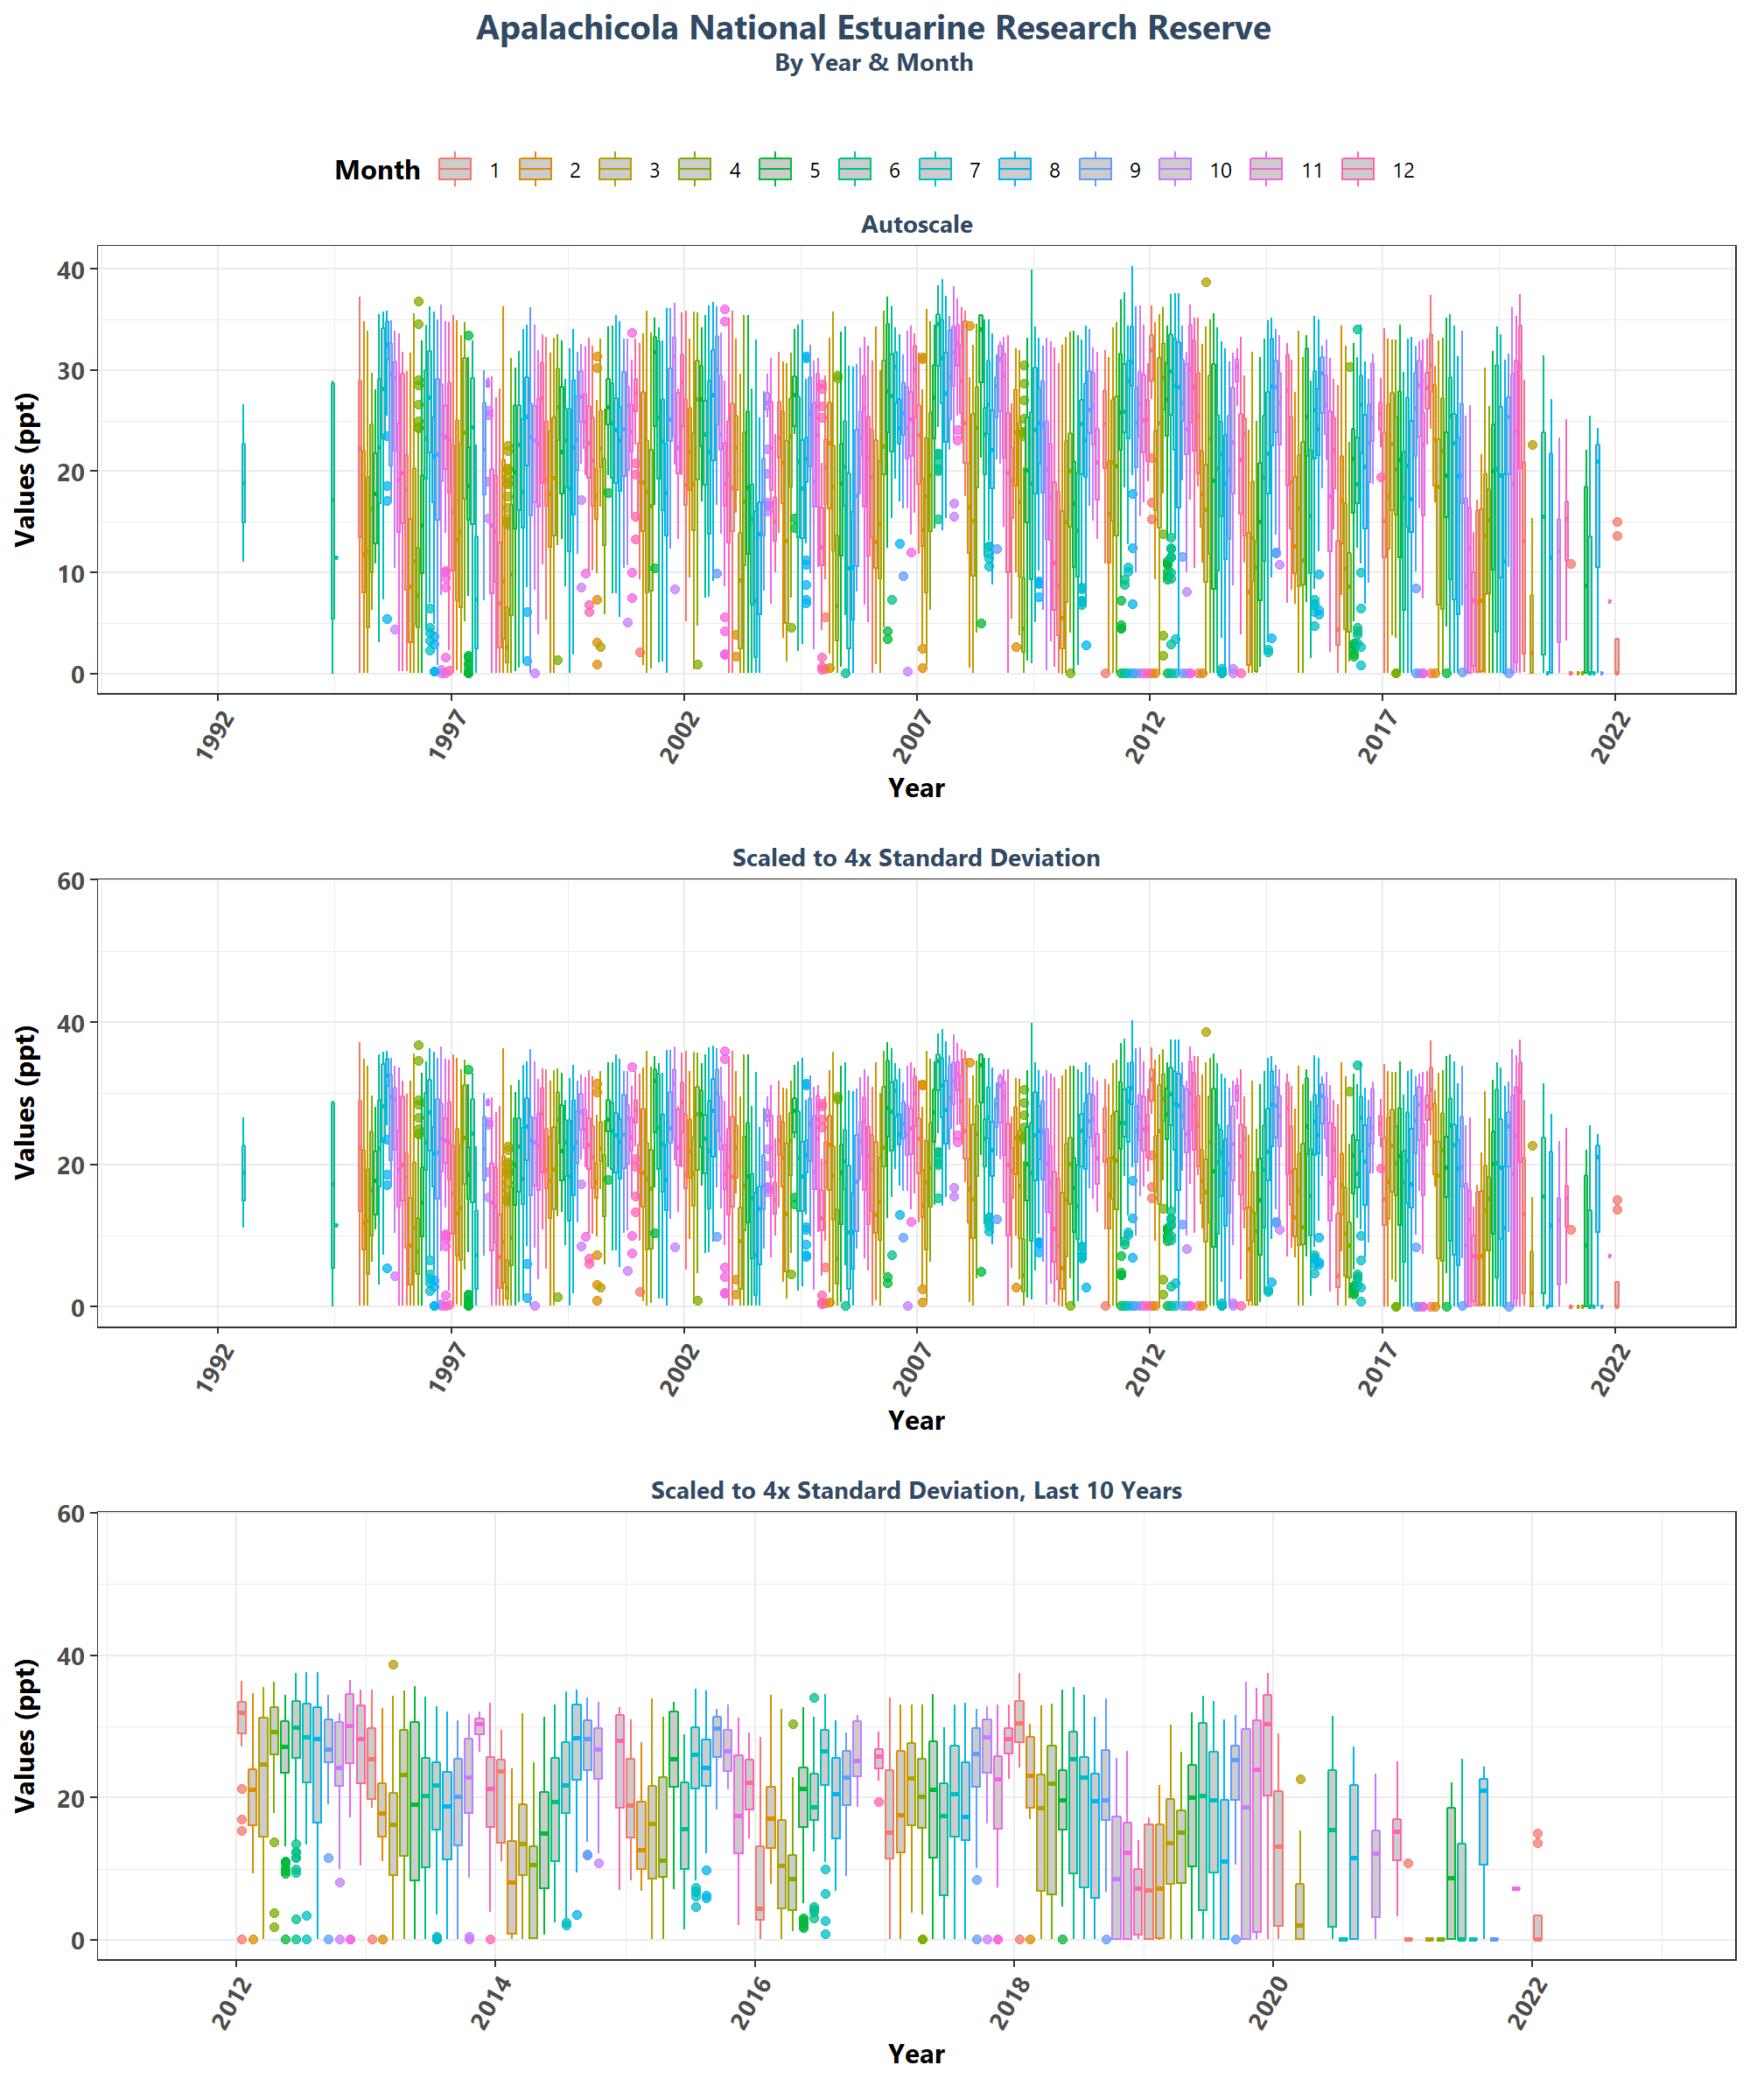 Apalachicola National Estuarine Research Reserve
By Year & Month
Month 1 2 3 4 5 6 7 8 9 10 11 12
Autoscale
40
30
20
10
0
Values (ppt)
1992 1997 2002 2007 2012 2017 2022
Year
Scaled to 4x Standard Deviation
60
40
20
0
Values (ppt)
1992 1997 2002 2007 2012 2017 2022
Year
Scaled to 4x Standard Deviation, Last 10 Years
60
40
20
0
Values (ppt)
2012 2014 2016 2018 2020 2022
Year